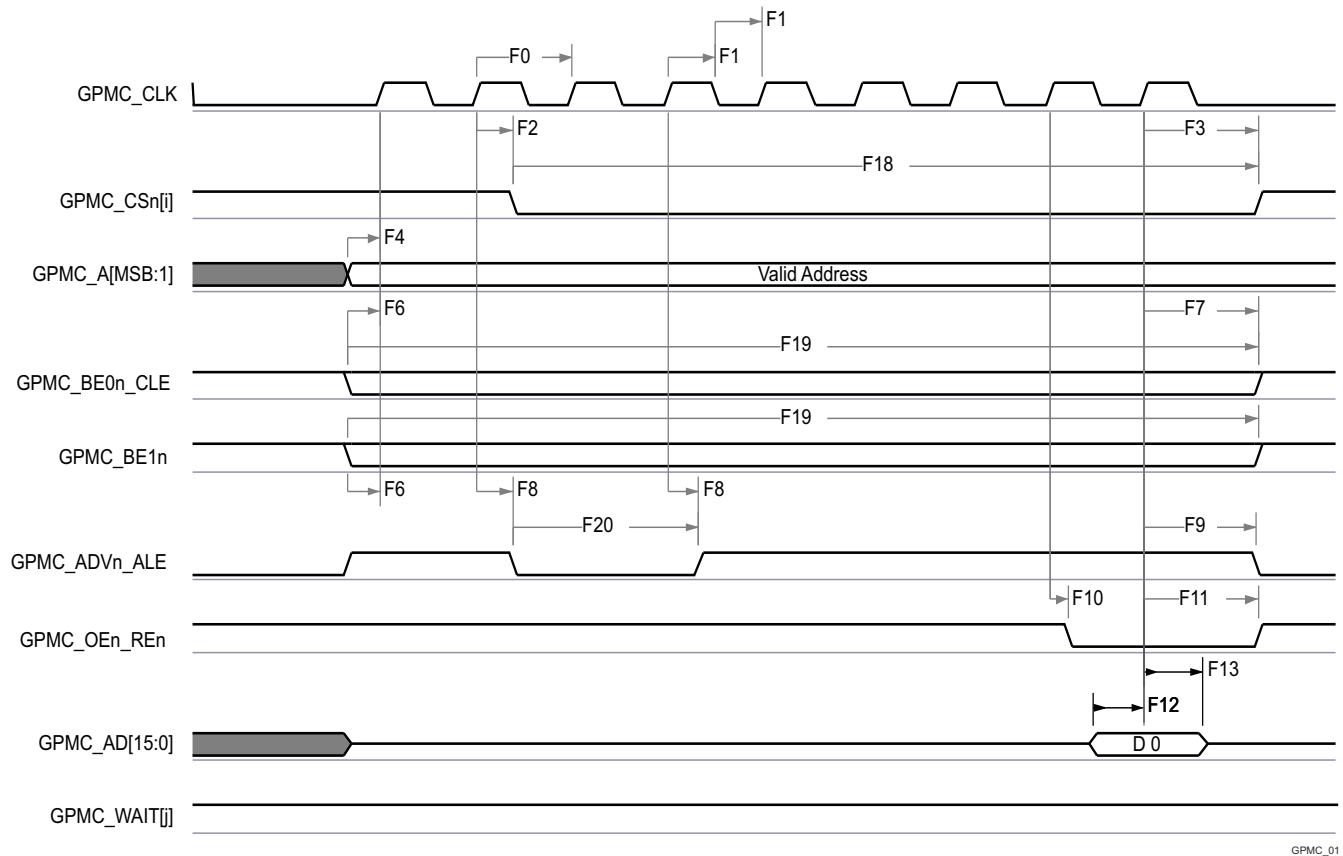 F1
F0
F1
GPMC_CLK
F2
F3
F18
GPMC_CSn[i]
F4
GPMC_A[MSB:1]
Valid Address
F6
F7
F19
GPMC_BE0n_CLE
F19
GPMC_BE1n
F6
F8
F8
F20
F9
GPMC_ADVn_ALE
F10
F11
GPMC_OEn_REn
F13
F12
GPMC_AD[15:0]
D 0
GPMC_WAIT[j]
GPMC_01